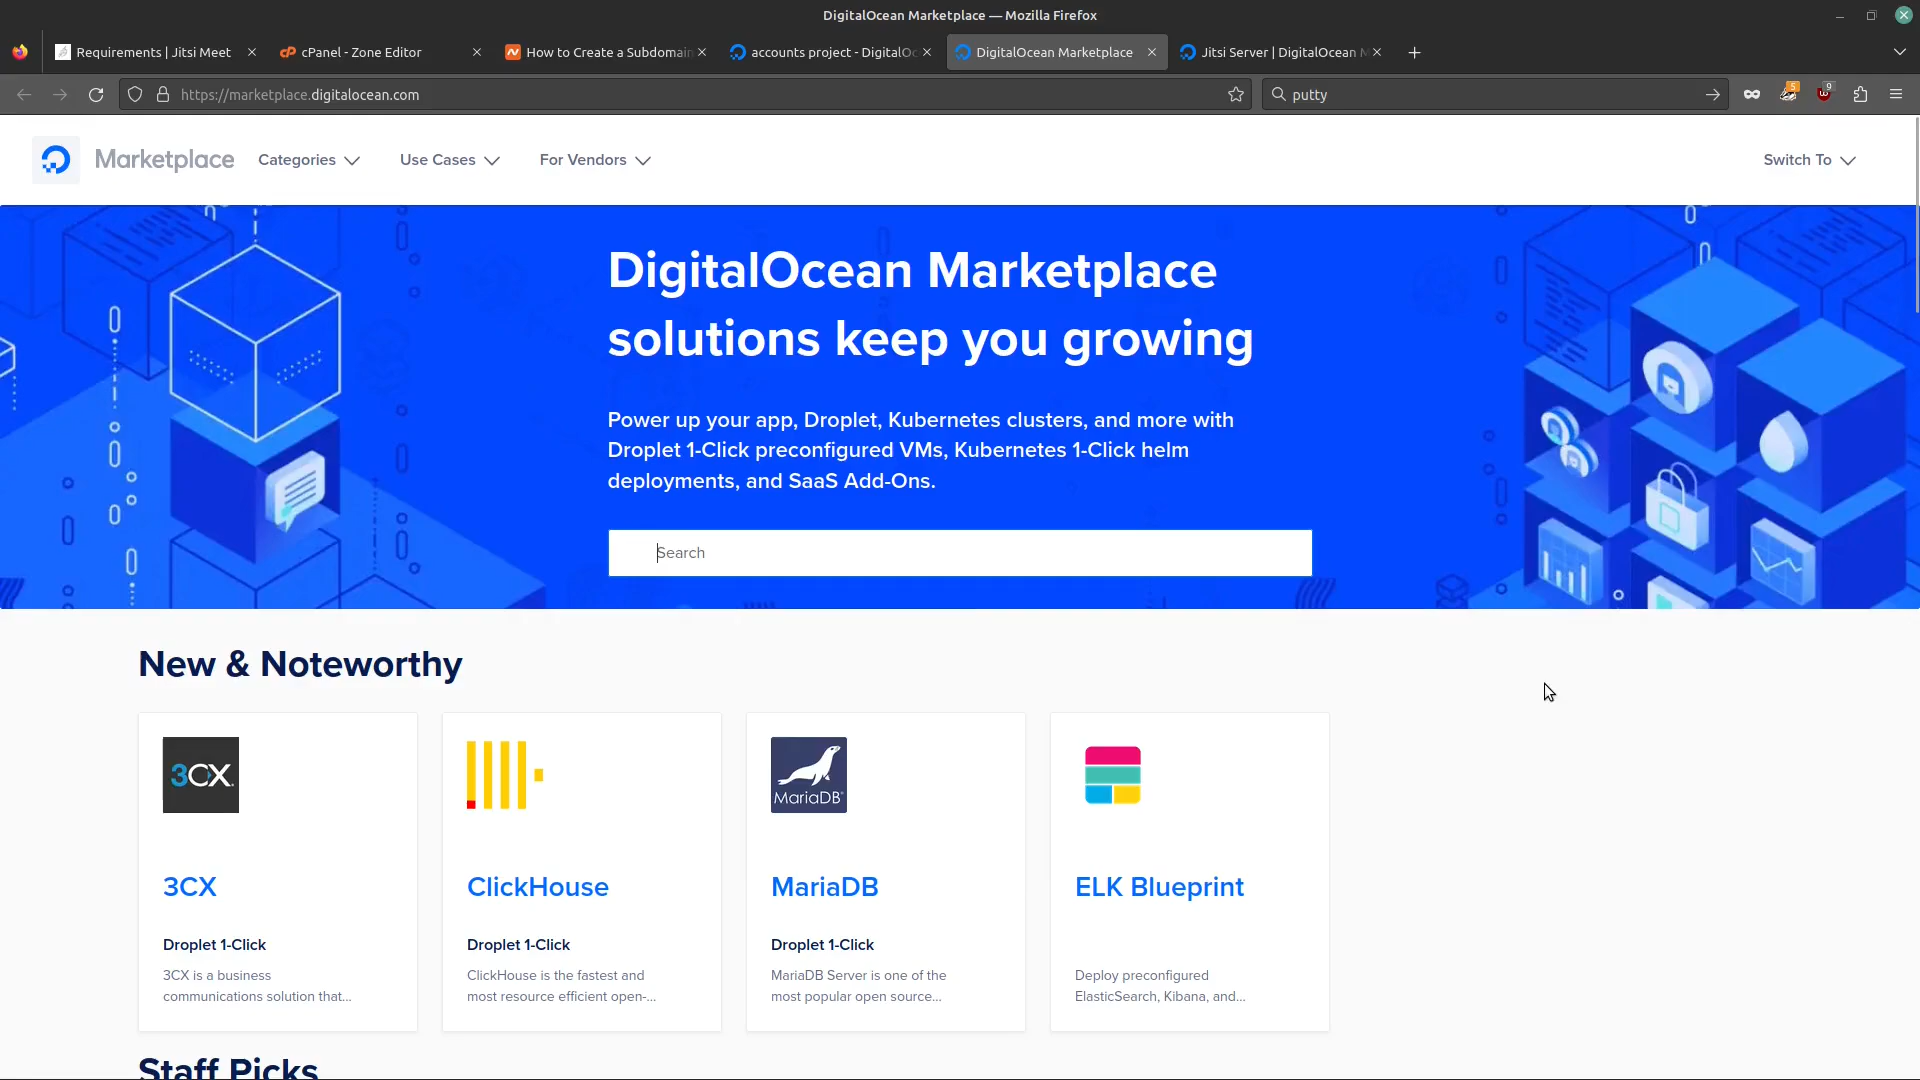 DigitalOcean Marketplace — Mozilla Firefox
Requirements | Jitsi Meet
cPanel - Zone Editor
How to Create a Subdomain
accounts project - DigitalOc
DigitalOcean Marketplace
Jitsi Server | DigitalOcean M
https://marketplace.digitalocean.com
putty
5
9
Marketplace
Categories
Use Cases
For Vendors
Switch To
DigitalOcean Marketplace
solutions keep you growing
Power up your app, Droplet, Kubernetes clusters, and more with
Droplet 1-Click preconfigured VMs, Kubernetes 1-Click helm
deployments, and SaaS Add-Ons.
Search
New & Noteworthy
3CX
MariaDB
3CX
ClickHouse
MariaDB
ELK Blueprint
Droplet 1-Click
Droplet 1-Click
Droplet 1-Click
3CX is a business
communications solution that...
ClickHouse is the fastest and
most resource efficient open-...
MariaDB Server is one of the
most popular open source...
Deploy preconfigured
ElasticSearch, Kibana, and...
Staff Picks